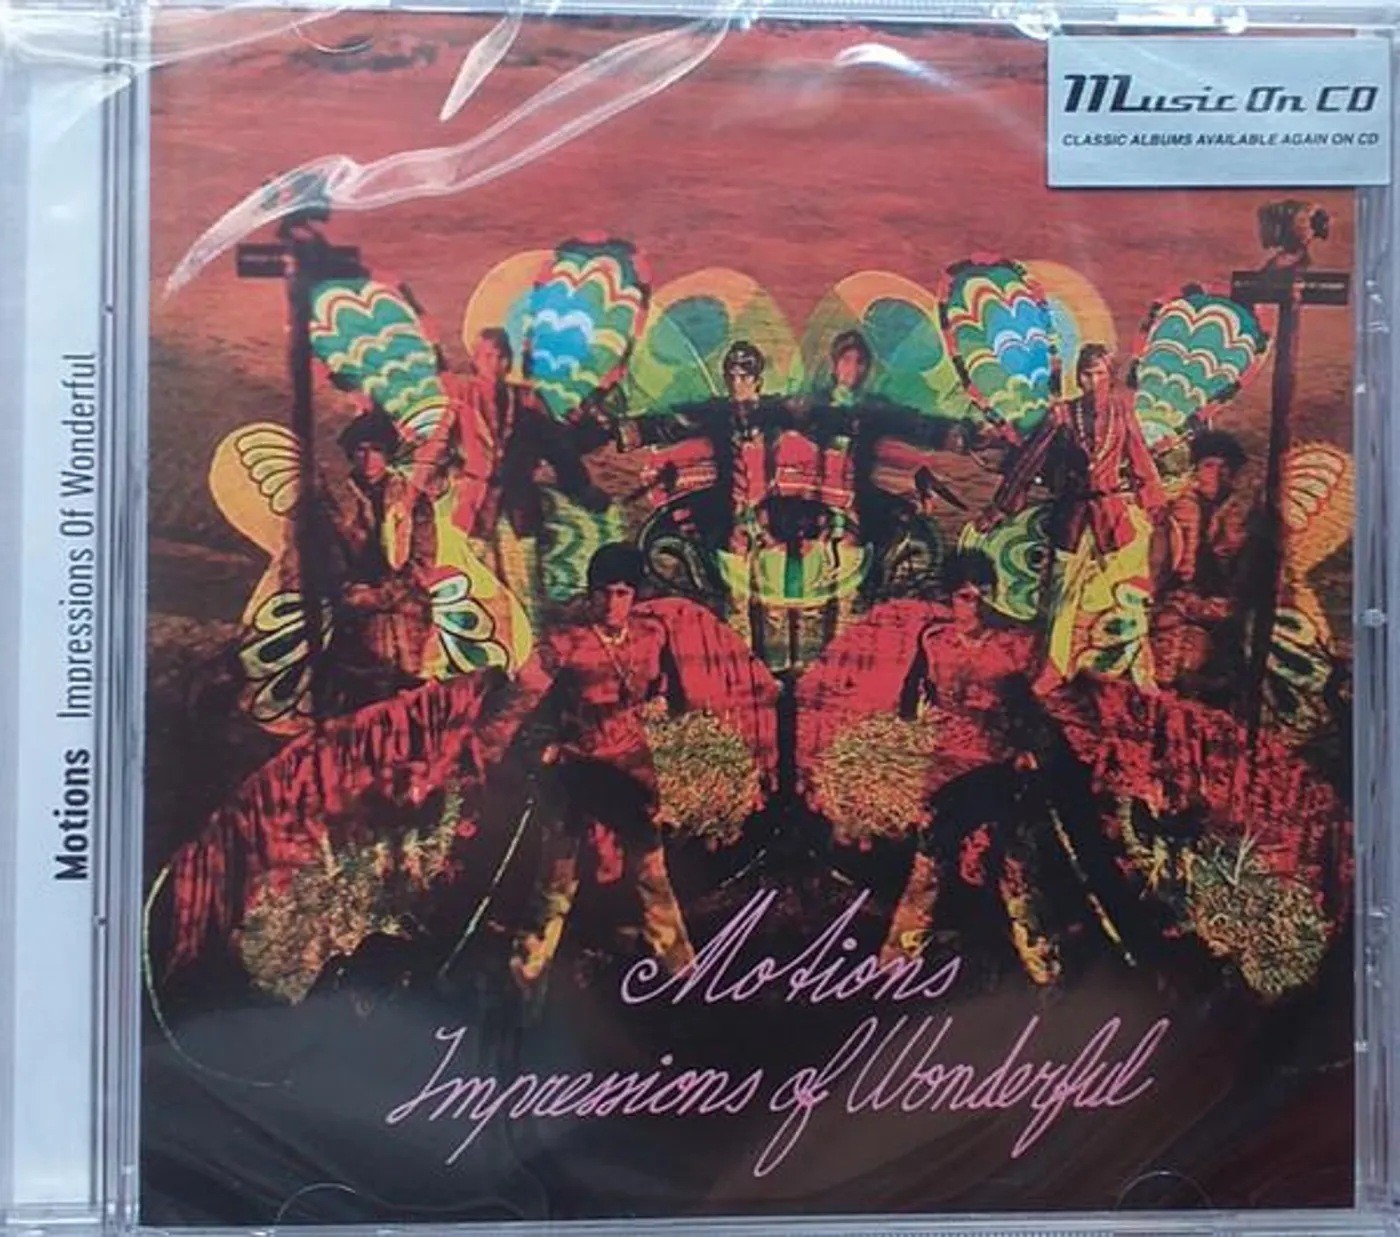 Music On CD
CLASSIC ALBUMS AVAILABLE AGAIN ON CD
Motions Impressions Of Wonderful
Motions
Impressions of Wonderful